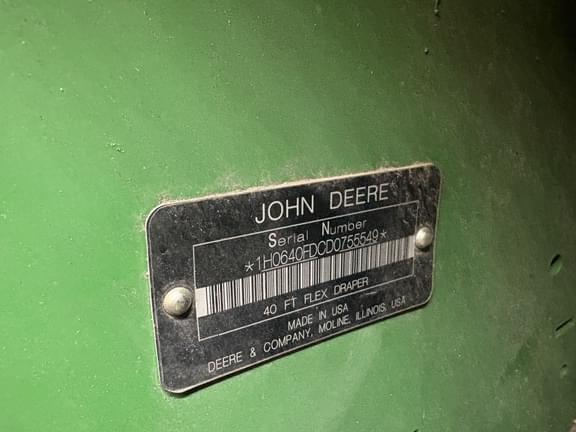 JOHN DEERE
Serial Number
*1H0640FDCD0755549*
40 FT FLEX DRAPER
MADE IN USA
DEERE & COMPANY, MOLINE, ILLINOIS, USA